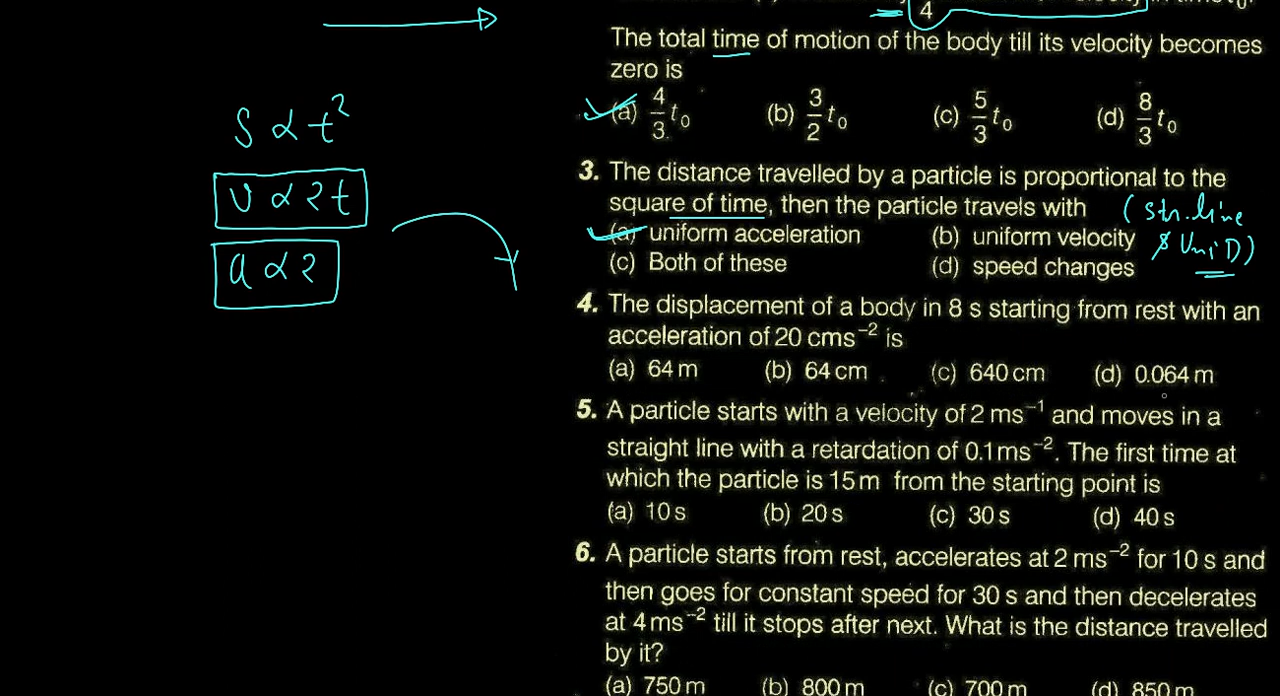 4
The total time of motion of the body till its velocity becomes
zero is
(a) 4/3 t₀ (b) 3/2 t₀ (c) 5/3 t₀ (d) 8/3 t₀
S ∝ t²
v ∝ 2t
a ∝ 2
3. The distance travelled by a particle is proportional to the
square of time, then the particle travels with (str. line
(a) uniform acceleration (b) uniform velocity & Uni D)
(c) Both of these (d) speed changes
4. The displacement of a body in 8 s starting from rest with an
acceleration of 20 cms⁻² is
(a) 64 m (b) 64 cm (c) 640 cm (d) 0.064 m
5. A particle starts with a velocity of 2 ms⁻¹ and moves in a
straight line with a retardation of 0.1 ms⁻². The first time at
which the particle is 15 m from the starting point is
(a) 10 s (b) 20 s (c) 30 s (d) 40 s
6. A particle starts from rest, accelerates at 2 ms⁻² for 10 s and
then goes for constant speed for 30 s and then decelerates
at 4 ms⁻² till it stops after next. What is the distance travelled
by it?
(a) 750 m (b) 800 m (c) 700 m (d) 850 m